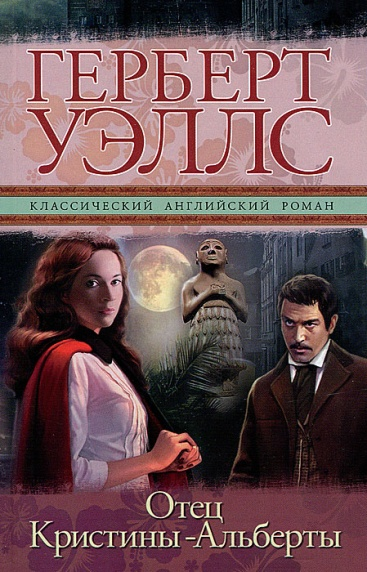 ГЕРБЕРТ
УЭЛЛС
КЛАССИЧЕСКИЙ АНГЛИЙСКИЙ РОМАН
Отец
Кристины-Альберты